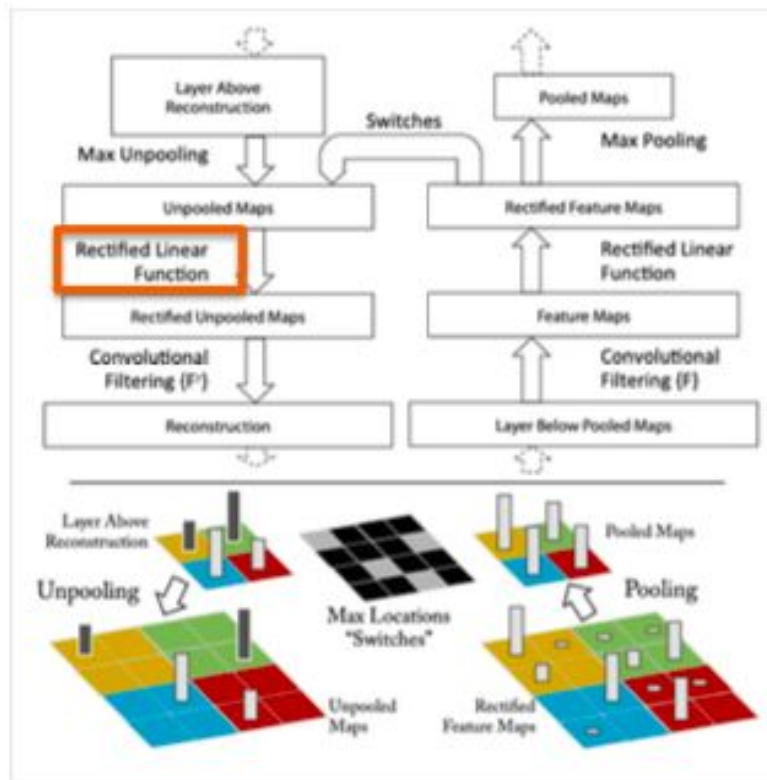 Layer Above
Reconstruction
Pooled Maps
Switches
Max Unpooling
Max Pooling
Unpooled Maps
Rectified Feature Maps
Rectified Linear
Function
Rectified Linear
Function
Rectified Unpooled Maps
Feature Maps
Convolutional
Filtering {Fᵀ}
Convolutional
Filtering {F}
Reconstruction
Layer Below Pooled Maps
Layer Above
Reconstruction
Pooled Maps
Unpooling
Pooling
Max Locations
"Switches"
Unpooled
Maps
Rectified
Feature Maps